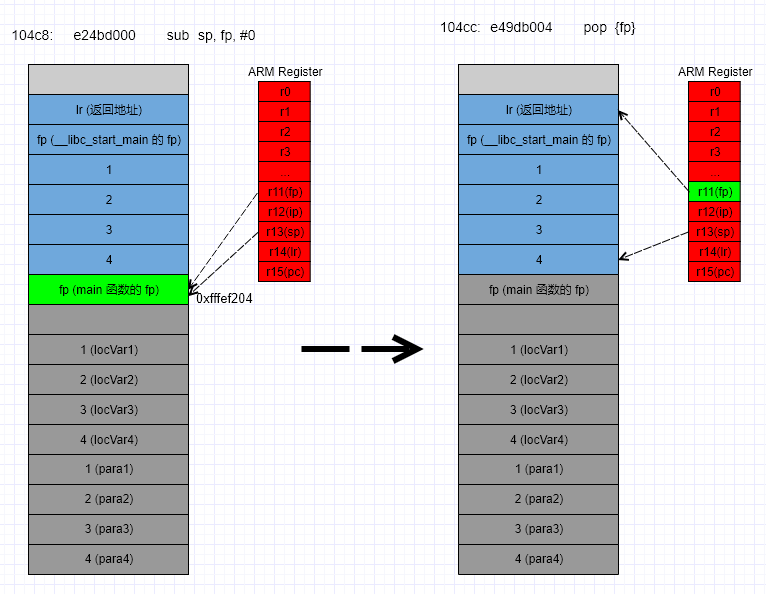 104c8: e24bd000 sub sp, fp, #0
ARM Register
lr (返回地址)
fp (__libc_start_main 的 fp)
1
2
3
4
fp (main 函数的 fp)
1 (locVar1)
2 (locVar2)
3 (locVar3)
4 (locVar4)
1 (para1)
2 (para2)
3 (para3)
4 (para4)
r0
r1
r2
r3
...
r11(fp)
r12(ip)
r13(sp)
r14(lr)
r15(pc)
0xfffef204
104cc: e49db004 pop {fp}
ARM Register
lr (返回地址)
fp (__libc_start_main 的 fp)
1
2
3
4
fp (main 函数的 fp)
1 (locVar1)
2 (locVar2)
3 (locVar3)
4 (locVar4)
1 (para1)
2 (para2)
3 (para3)
4 (para4)
r0
r1
r2
r3
...
r11(fp)
r12(ip)
r13(sp)
r14(lr)
r15(pc)